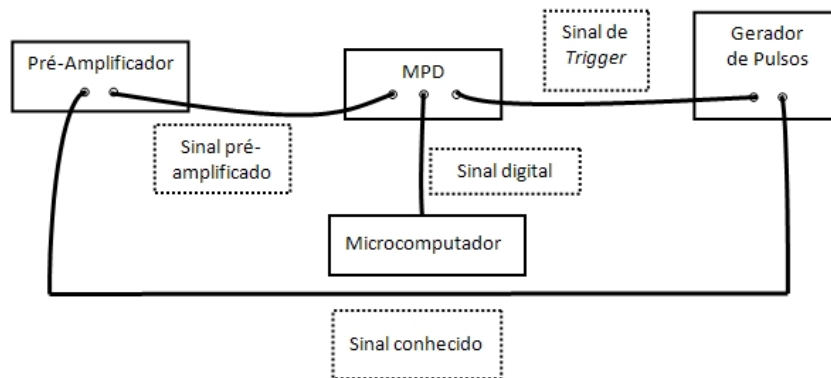 Pré-Amplificador
MPD
Sinal de
Trigger
Gerador
de Pulsos
Sinal pré-
amplificado
Sinal digital
Microcomputador
Sinal conhecido